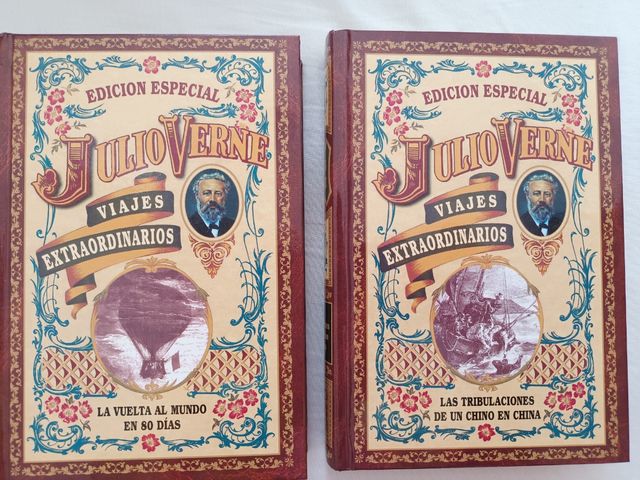 EDICION ESPECIAL
JULIO VERNE
VIAJES
EXTRAORDINARIOS
LA VUELTA AL MUNDO
EN 80 DÍAS
EDICION ESPECIAL
JULIO VERNE
VIAJES
EXTRAORDINARIOS
LAS TRIBULACIONES
DE UN CHINO EN CHINA